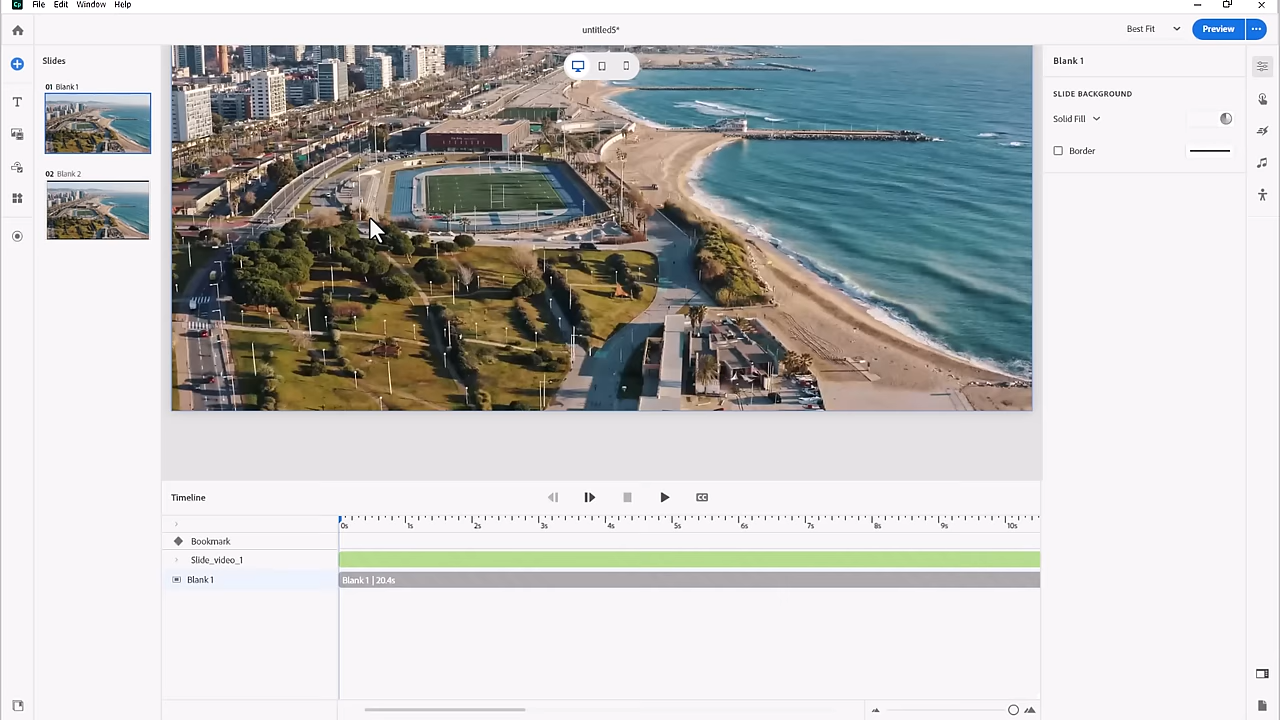 Cp File Edit Window Help
untitled5*
Best Fit
Preview
Slides
01 Blank 1
02 Blank 2
Blank 1
SLIDE BACKGROUND
Solid Fill
Border
Timeline
CC
0s 1s 2s 3s 4s 5s 6s 7s 8s 9s 10s
Bookmark
Slide_video_1
Blank 1
Blank 1 | 20.4s